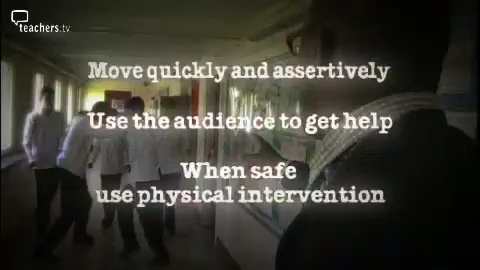 teachers.tv
Move quickly and assertively
Use the audience to get help
When safe
use physical intervention